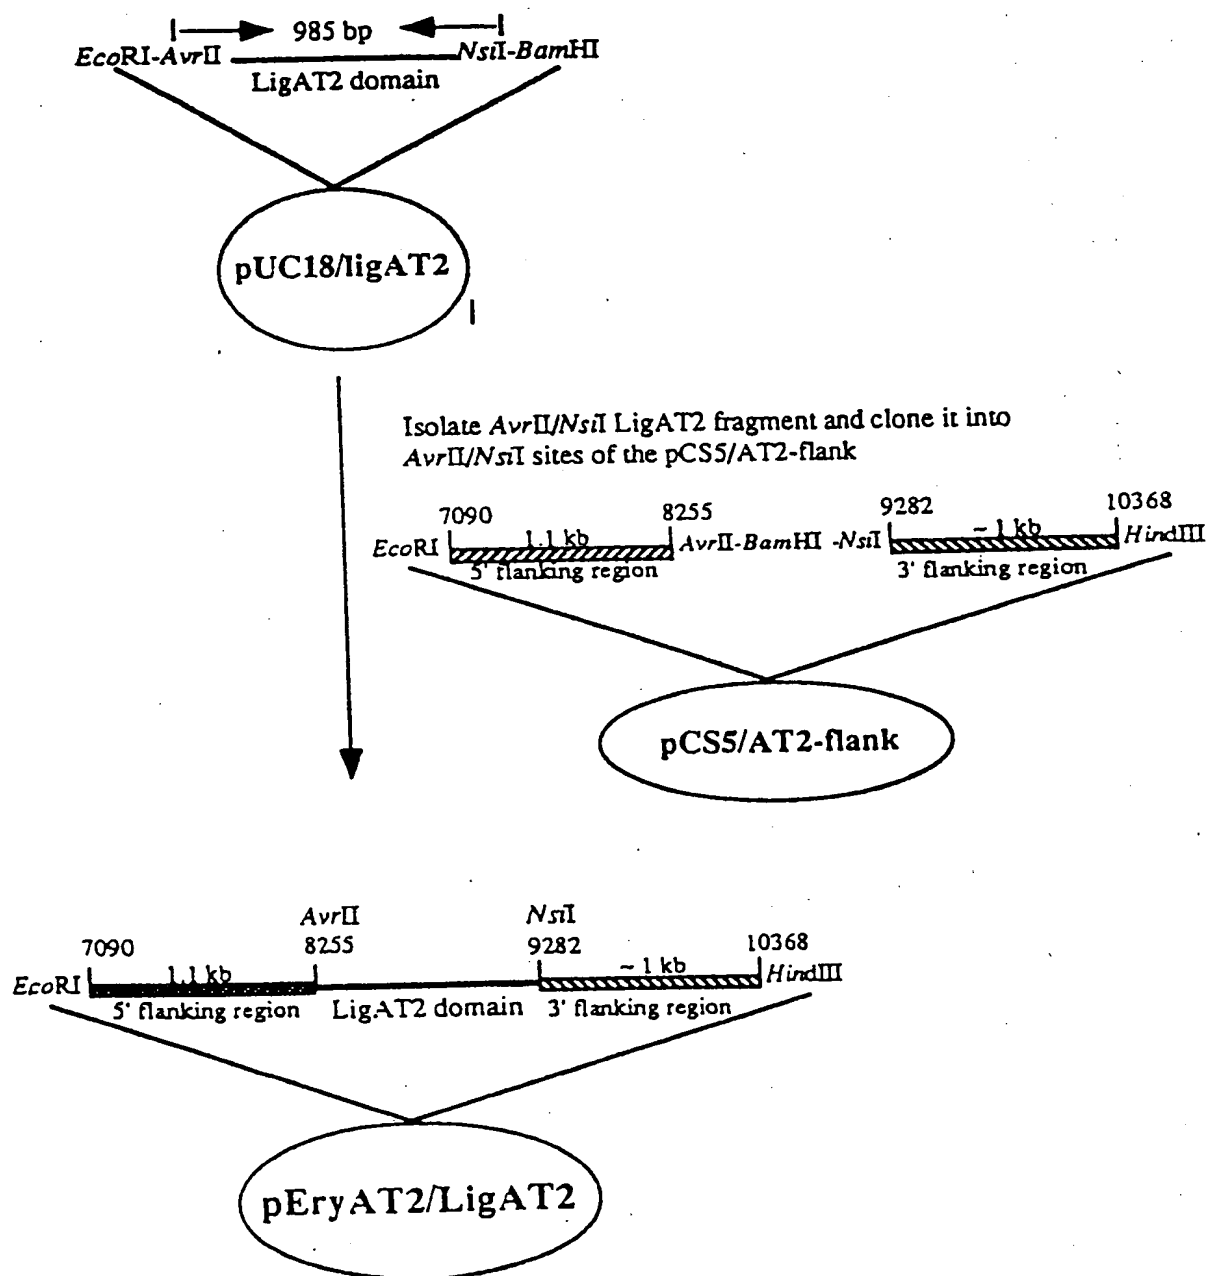 985 bp
EcoRI-AvrII NsiI-BamHI
LigAT2 domain
pUC18/ligAT2
Isolate AvrII/NsiI LigAT2 fragment and clone it into
AvrII/NsiI sites of the pCS5/AT2-flank
7090 8255 9282 10368
EcoRI 1.1 kb AvrII-BamHI -NsiI ~ 1 kb HindIII
5' flanking region 3' flanking region
pCS5/AT2-flank
AvrII NsiI
7090 8255 9282 10368
EcoRI 1.1 kb ~ 1 kb HindIII
5' flanking region LigAT2 domain 3' flanking region
pEryAT2/LigAT2